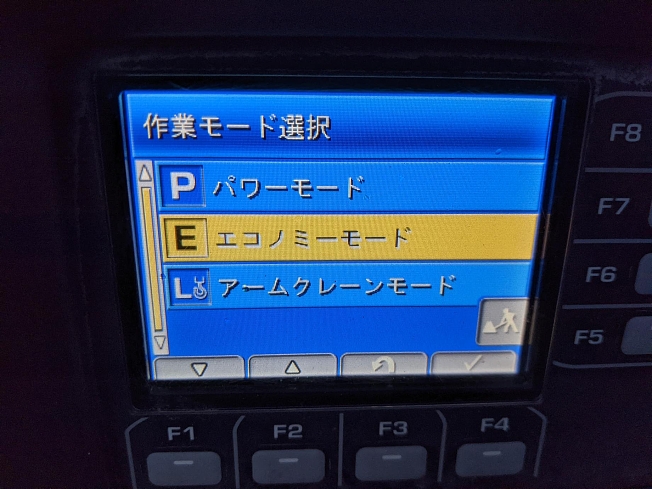 作業モード選択
P パワーモード
E エコノミーモード
L アームクレーンモード
F8
F7
F6
F5
F1 F2 F3 F4